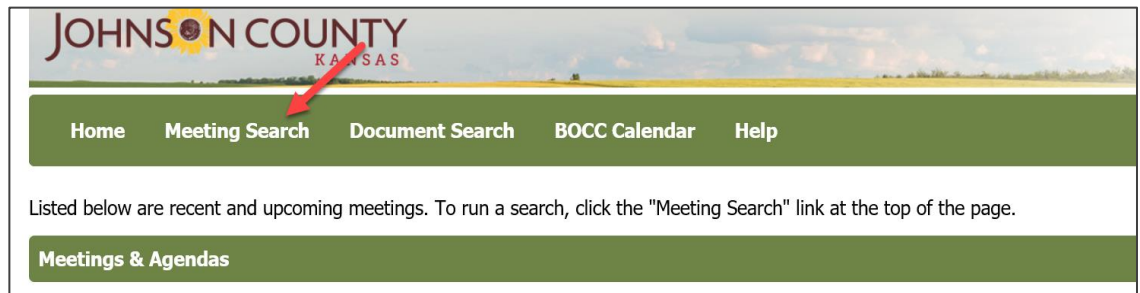 JOHNSON COUNTY
KANSAS
Home Meeting Search Document Search BOCC Calendar Help
Listed below are recent and upcoming meetings. To run a search, click the "Meeting Search" link at the top of the page.
Meetings & Agendas